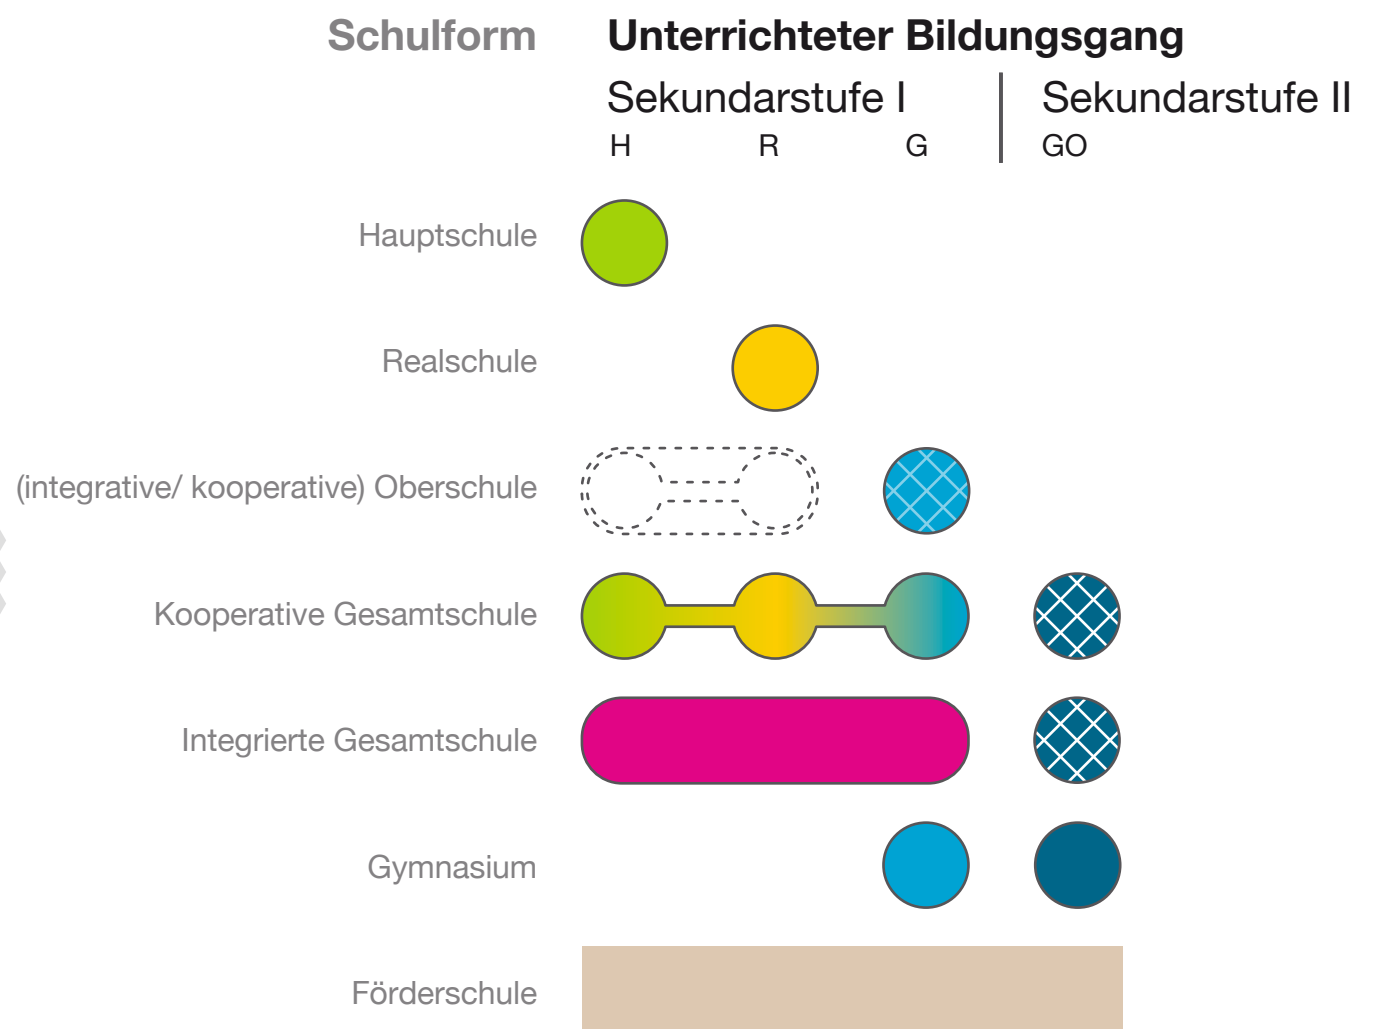 Schulform Unterrichteter Bildungsgang
Sekundarstufe I Sekundarstufe II
H R G GO
Hauptschule
Realschule
(integrative/ kooperative) Oberschule
Kooperative Gesamtschule
Integrierte Gesamtschule
Gymnasium
Förderschule